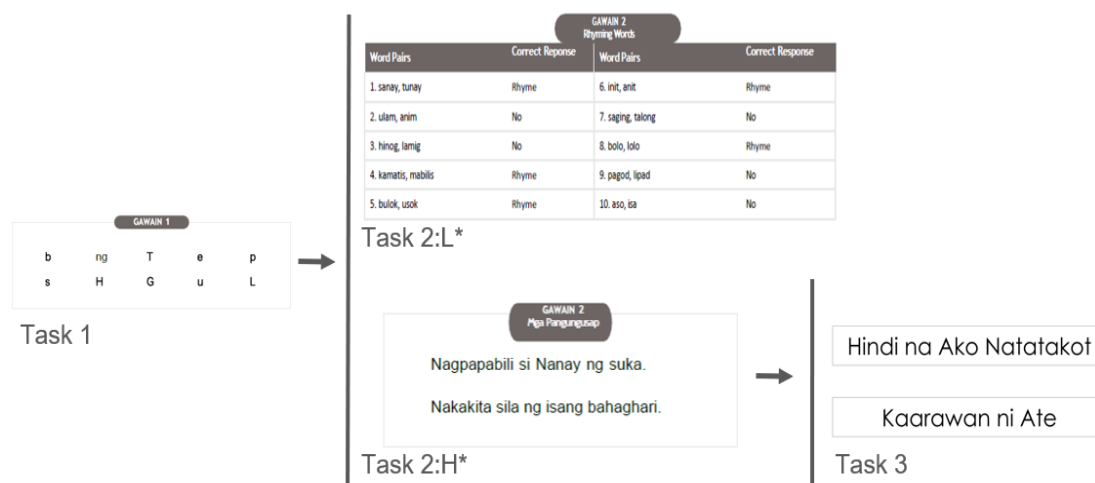 GAWAIN 1
b ng T e p
s H G u L
Task 1
GAWAIN 2
Rhyming Words
Word Pairs Correct Reponse Word Pairs Correct Response
1. sanay, tunay Rhyme 6. init, anit Rhyme
2. ulam, anim No 7. saging, talong No
3. hinog, lamig No 8. bolo, lolo Rhyme
4. kamatis, mabilis Rhyme 9. pagod, lipad No
5. bulok, usok Rhyme 10. aso, isa No
Task 2:L*
GAWAIN 2
Mga Pangungusap
Nagpapabili si Nanay ng suka.
Nakakita sila ng isang bahaghari.
Task 2:H*
Hindi na Ako Natatakot
Kaarawan ni Ate
Task 3